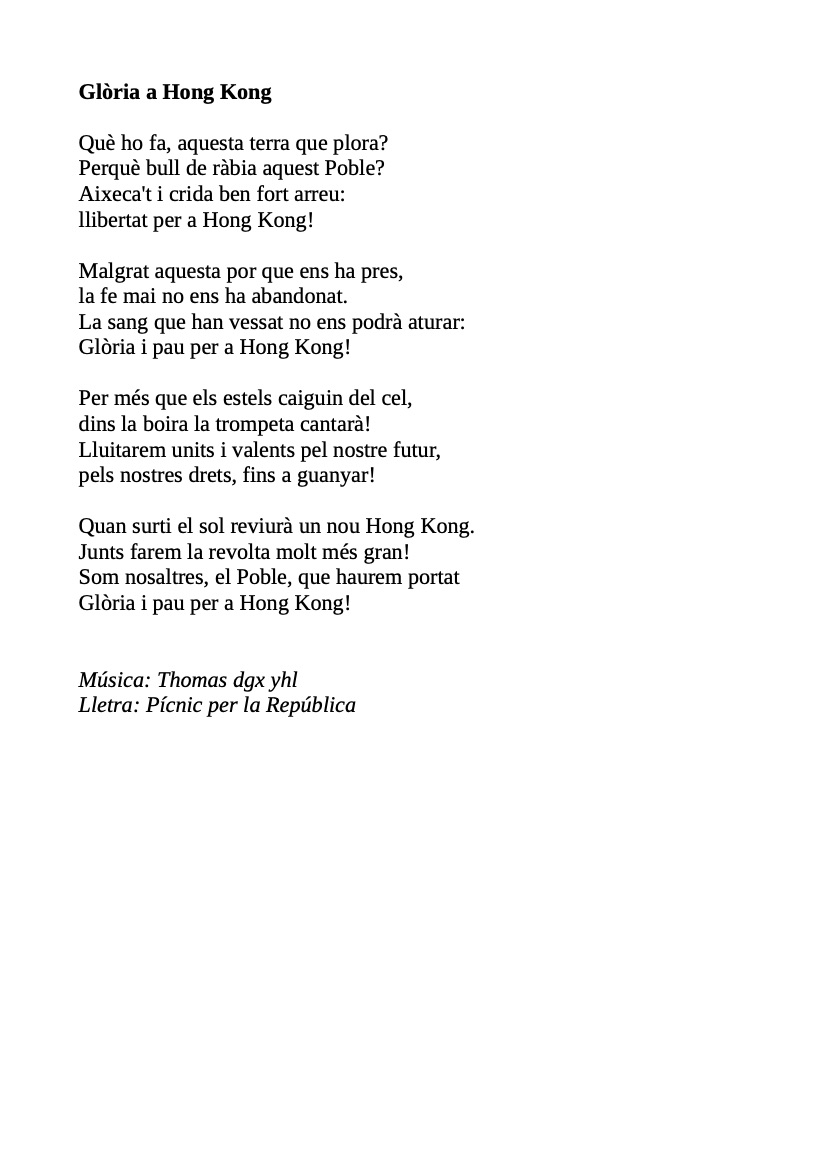 Glòria a Hong Kong
Què ho fa, aquesta terra que plora?
Perquè bull de ràbia aquest Poble?
Aixeca't i crida ben fort arreu:
llibertat per a Hong Kong!
Malgrat aquesta por que ens ha pres,
la fe mai no ens ha abandonat.
La sang que han vessat no ens podrà aturar:
Glòria i pau per a Hong Kong!
Per més que els estels caiguin del cel,
dins la boira la trompeta cantarà!
Lluitarem units i valents pel nostre futur,
pels nostres drets, fins a guanyar!
Quan surti el sol reviurà un nou Hong Kong.
Junts farem la revolta molt més gran!
Som nosaltres, el Poble, que haurem portat
Glòria i pau per a Hong Kong!
Música: Thomas dgx yhl
Lletra: Pícnic per la República